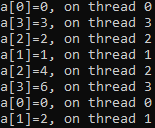 a[0]=0, on thread 0
a[3]=3, on thread 3
a[2]=2, on thread 2
a[1]=1, on thread 1
a[2]=4, on thread 2
a[3]=6, on thread 3
a[0]=0, on thread 0
a[1]=2, on thread 1